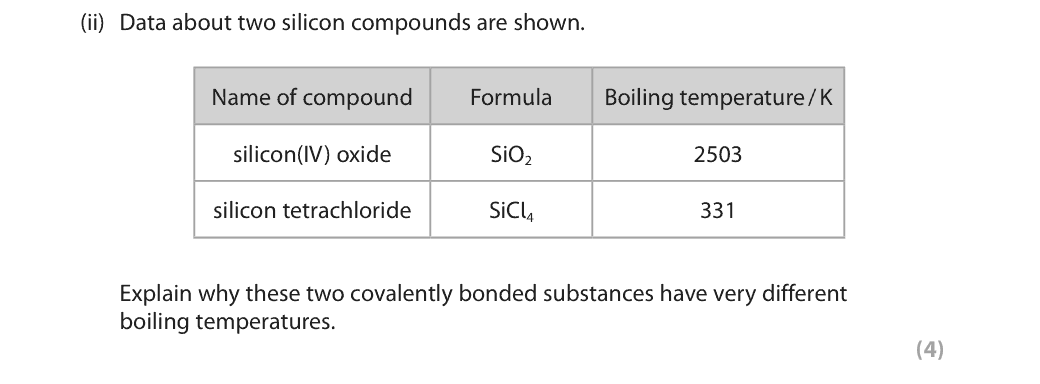 (ii) Data about two silicon compounds are shown.
Name of compound Formula Boiling temperature / K
silicon(IV) oxide SiO₂ 2503
silicon tetrachloride SiCl₄ 331
Explain why these two covalently bonded substances have very different
boiling temperatures.
(4)